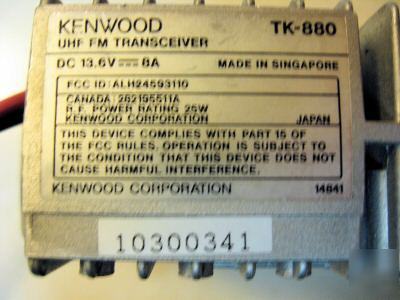 KENWOOD TK-880
UHF FM TRANSCEIVER
DC 13.6V ⎓ 8A MADE IN SINGAPORE
FCC ID: ALH24593110
CANADA: 282195511A
R.F. POWER RATING 25W
KENWOOD CORPORATION JAPAN
THIS DEVICE COMPLIES WITH PART 15 OF
THE FCC RULES. OPERATION IS SUBJECT TO
THE CONDITION THAT THIS DEVICE DOES NOT
CAUSE HARMFUL INTERFERENCE.
KENWOOD CORPORATION 14841
10300341